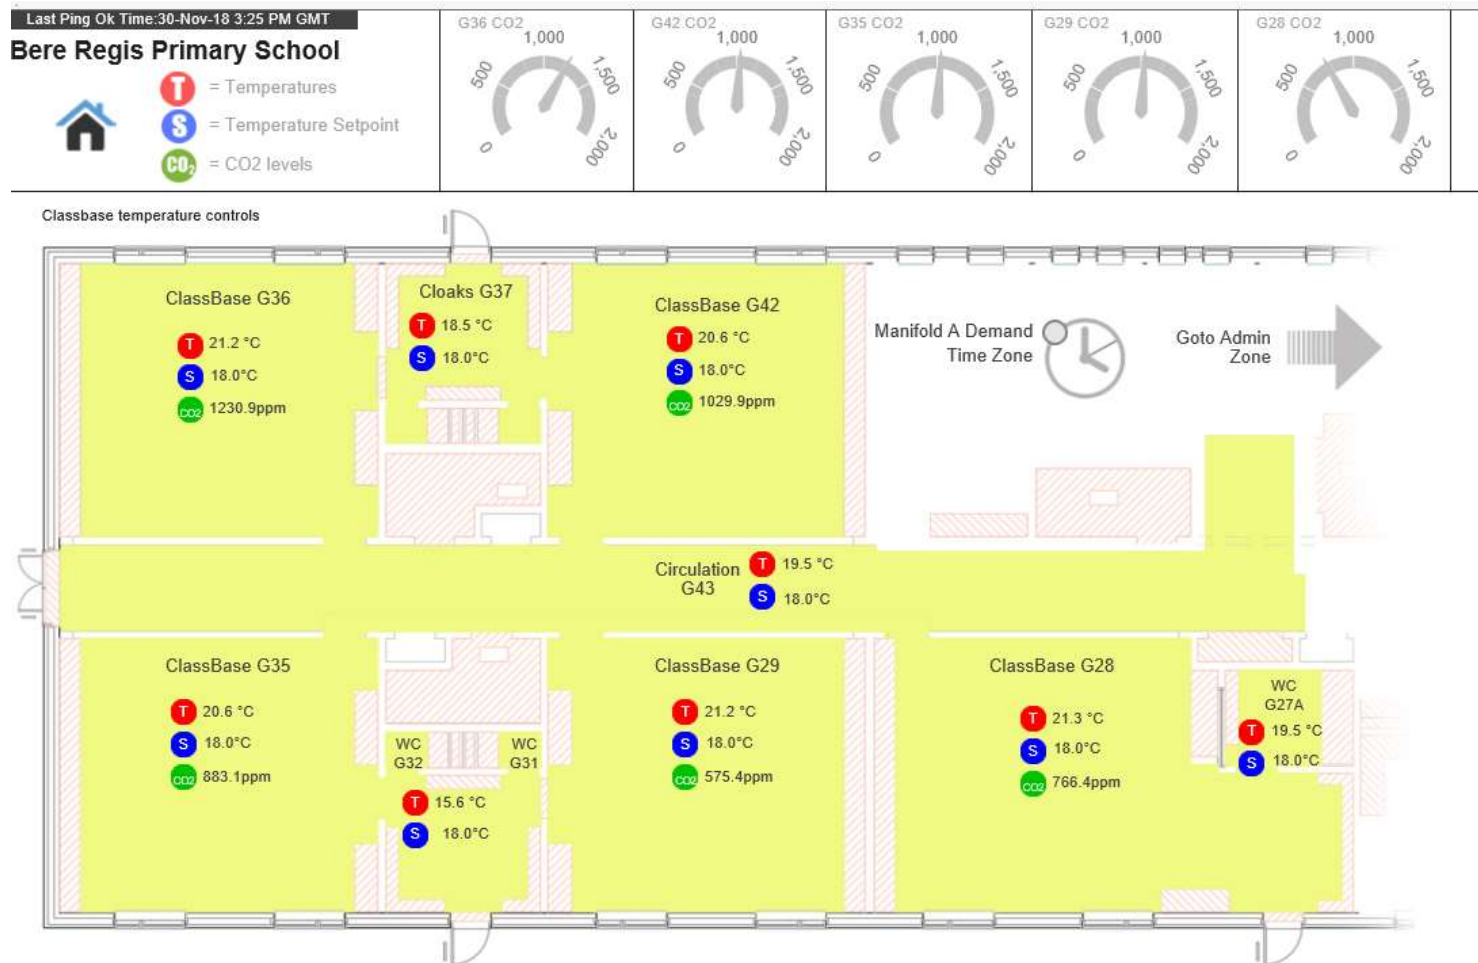 Last Ping Ok Time:30-Nov-18 3:25 PM GMT
Bere Regis Primary School
T = Temperatures
S = Temperature Setpoint
CO2 = CO2 levels
G36 CO2
0
500
1,000
1,500
2,000
G42 CO2
0
500
1,000
1,500
2,000
G35 CO2
0
500
1,000
1,500
2,000
G29 CO2
0
500
1,000
1,500
2,000
G28 CO2
0
500
1,000
1,500
2,000
Classbase temperature controls
ClassBase G36
T 21.2 °C
S 18.0°C
CO2 1230.9ppm
Cloaks G37
T 18.5 °C
S 18.0°C
ClassBase G42
T 20.6 °C
S 18.0°C
CO2 1029.9ppm
Manifold A Demand
Time Zone
Goto Admin
Zone
Circulation
G43
T 19.5 °C
S 18.0°C
ClassBase G35
T 20.6 °C
S 18.0°C
CO2 883.1ppm
WC
G32
WC
G31
T 15.6 °C
S 18.0°C
ClassBase G29
T 21.2 °C
S 18.0°C
CO2 575.4ppm
ClassBase G28
T 21.3 °C
S 18.0°C
CO2 766.4ppm
WC
G27A
T 19.5 °C
S 18.0°C